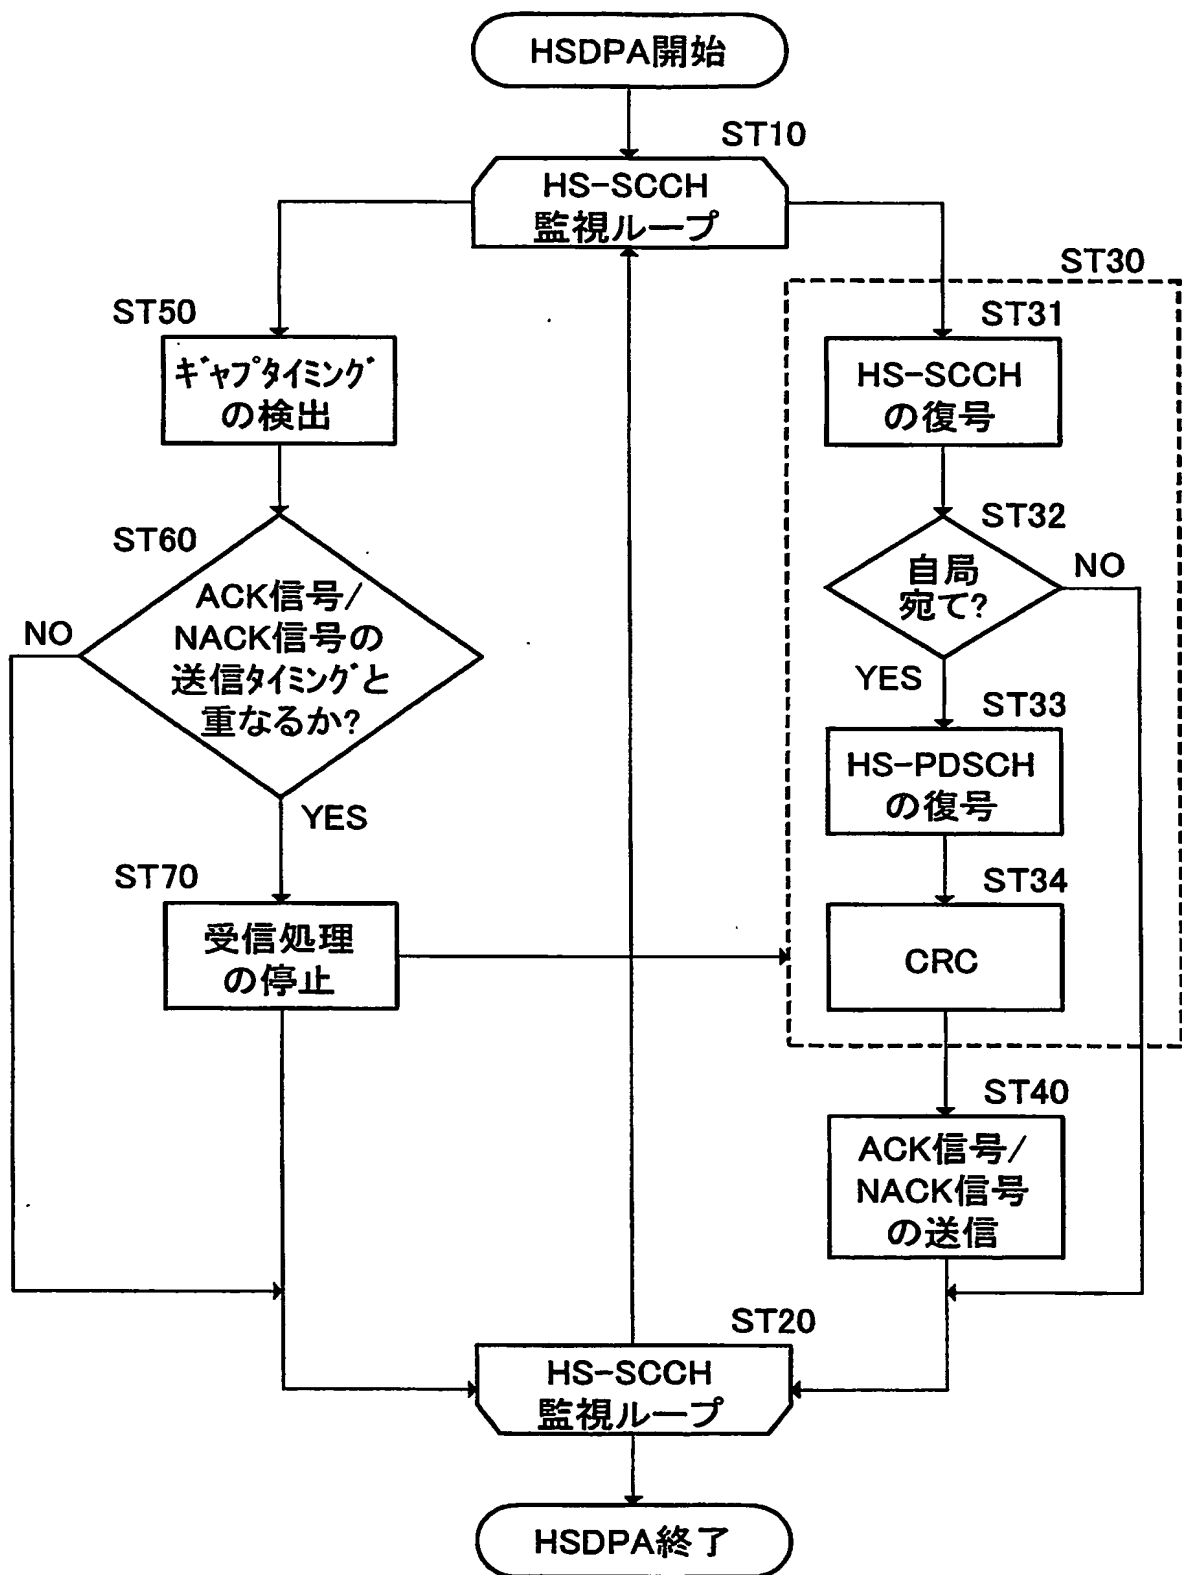 HSDPA開始
ST10
HS-SCCH
監視ループ
ST50
ギャプタイミング
の検出
ST60
ACK信号/
NACK信号の
送信タイミングと
重なるか?
NO
YES
ST70
受信処理
の停止
ST30
ST31
HS-SCCH
の復号
ST32
自局
宛て?
NO
YES
ST33
HS-PDSCH
の復号
ST34
CRC
ST40
ACK信号/
NACK信号
の送信
ST20
HS-SCCH
監視ループ
HSDPA終了